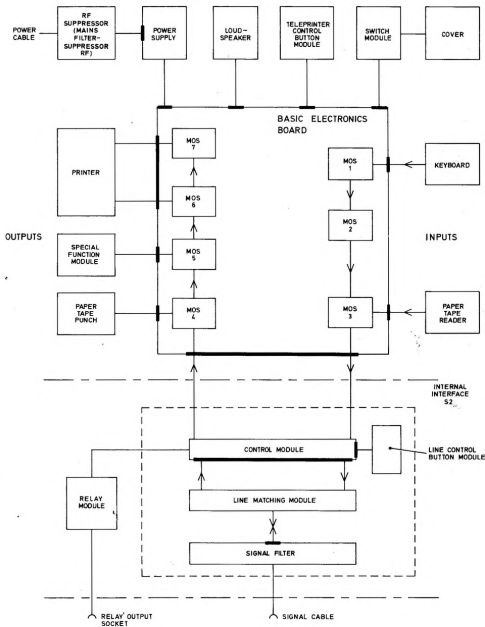 POWER
CABLE
RF
SUPPRESSOR
(MAINS
FILTER-
SUPPRESSOR
RF)
POWER
SUPPLY
LOUD-
SPEAKER
TELEPRINTER
CONTROL
BUTTON
MODULE
SWITCH
MODULE
COVER
BASIC ELECTRONICS
BOARD
PRINTER
MOS
7
MOS
1
KEYBOARD
MOS
6
MOS
2
OUTPUTS
INPUTS
SPECIAL
FUNCTION
MODULE
MOS
5
PAPER
TAPE
PUNCH
MOS
4
MOS
3
PAPER
TAPE
READER
INTERNAL
INTERFACE
S2
CONTROL MODULE
LINE CONTROL
BUTTON MODULE
RELAY
MODULE
LINE MATCHING MODULE
SIGNAL FILTER
RELAY OUTPUT
SOCKET
SIGNAL CABLE